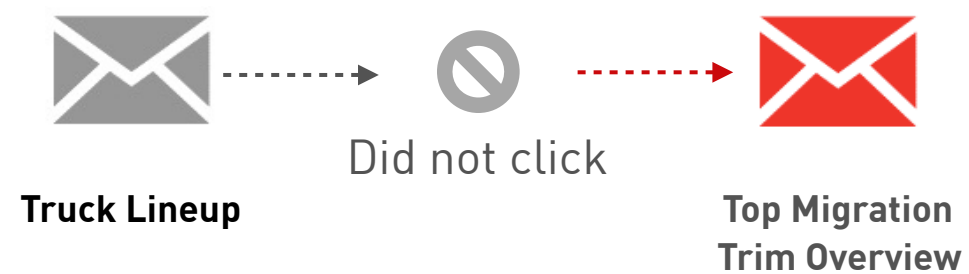 Did not click
Truck Lineup
Top Migration
Trim Overview